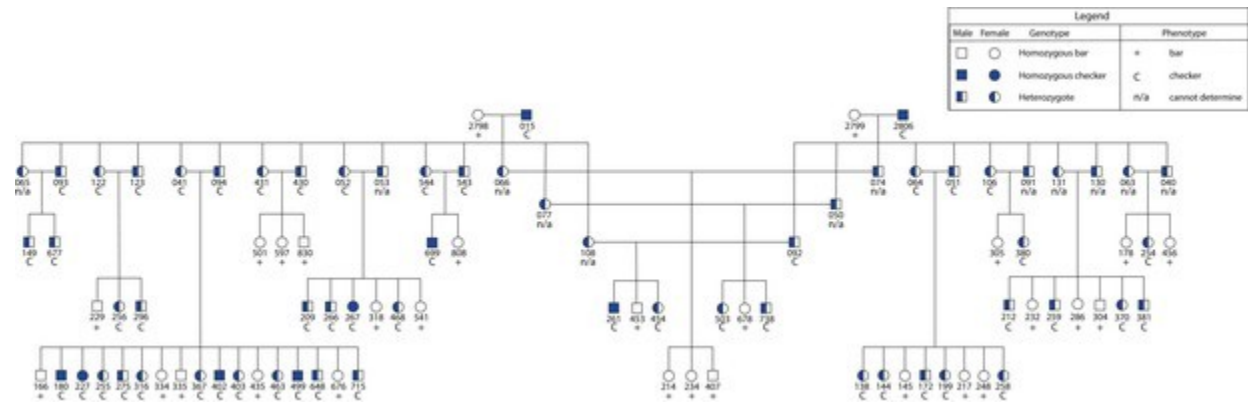 Legend
Male Female Genotype Phenotype
Homozygous bar + bar
Homozygous checker C checker
Heterozygote n/a cannot determine
2798 015 2799 2806
+ C + C
065 093 122 123 041 094 431 430 052 053 544 543 066 074 064 051 106 091 131 130 063 040
n/a C C C C C C C C n/a C C n/a n/a C C C n/a n/a n/a n/a n/a
077 050
n/a n/a
149 677 501 597 830 699 808 108 092 305 380 178 254 456
C C + + + C + n/a C + C + C +
229 256 296 209 266 267 318 468 541 261 453 454 503 678 738 212 232 259 286 304 370 381
+ C C C C C + C + C + C C + C C + C + + C C
166 180 227 255 275 316 334 335 367 402 403 435 463 499 648 676 715 214 234 407 138 144 145 172 199 217 248 258
+ C C C C C + + C C C + C C C + C + + + C C + C C + + C